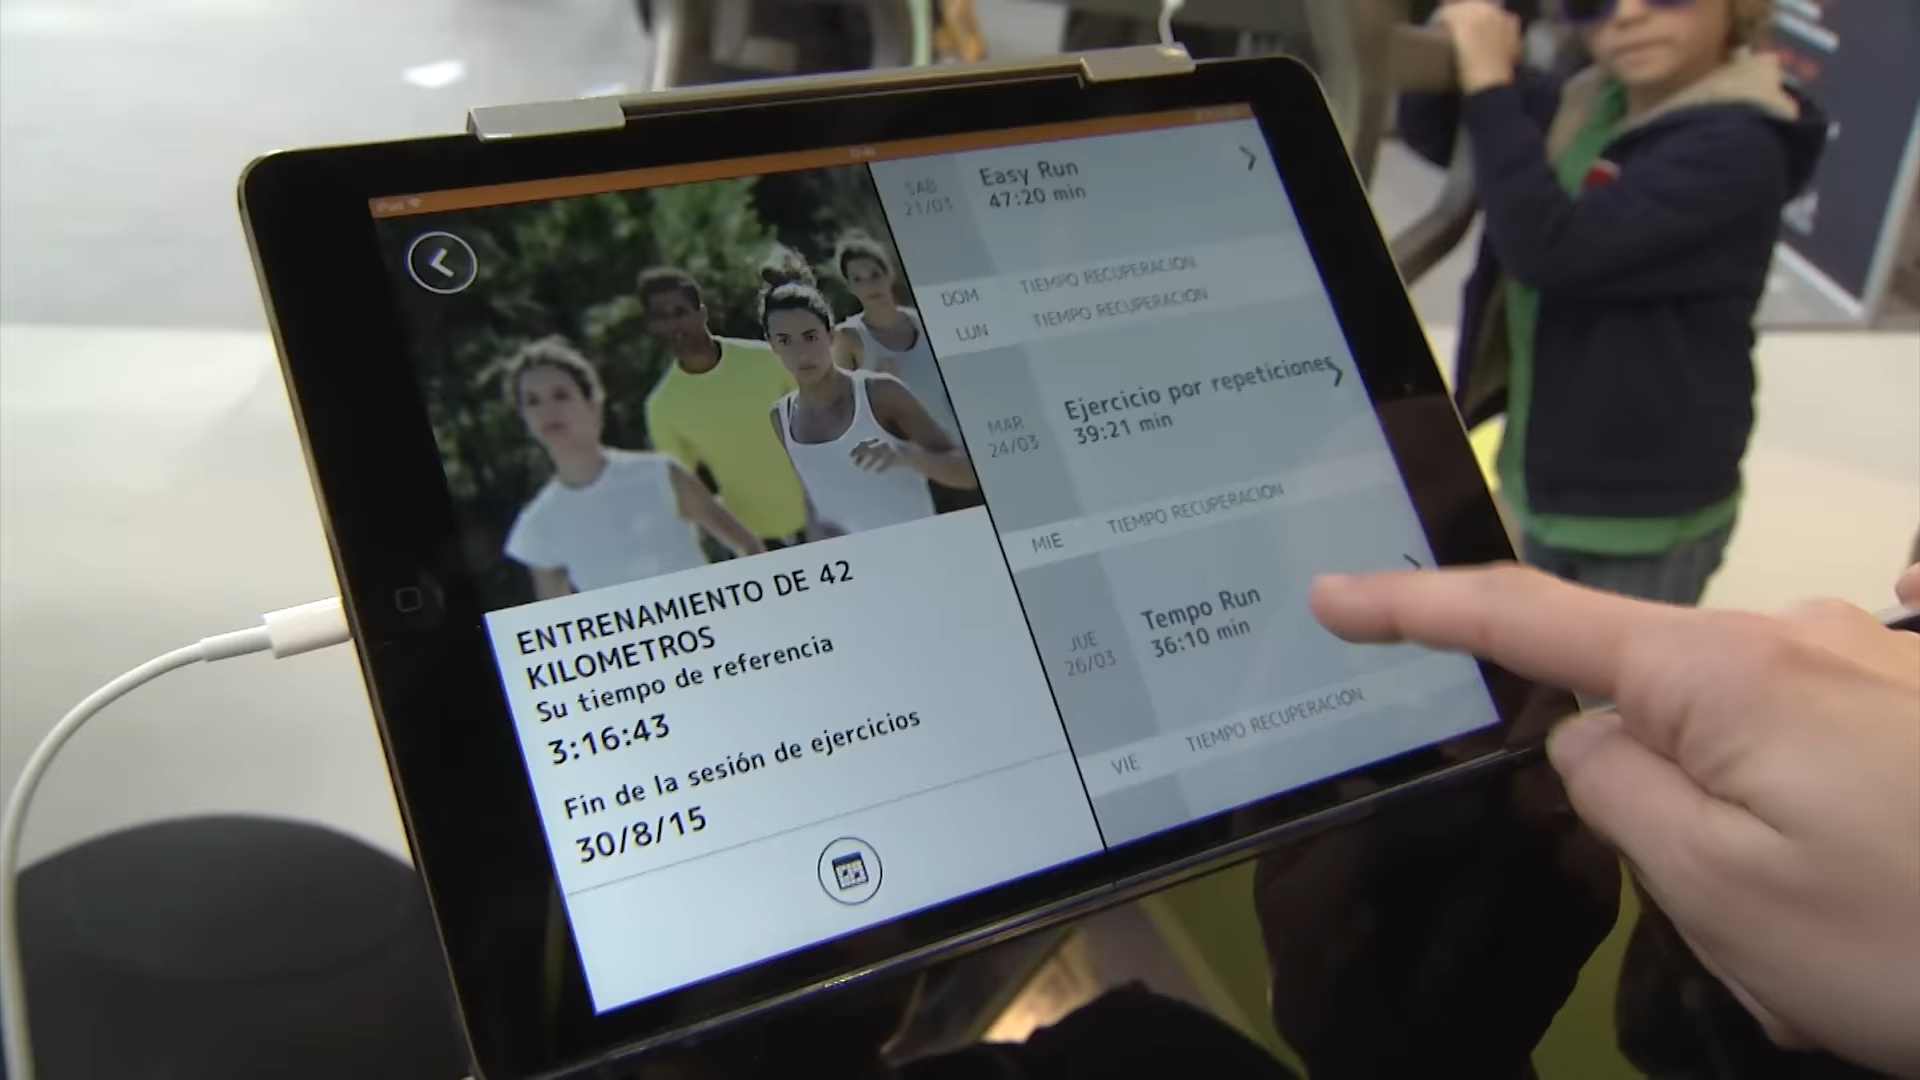 iPad
ENTRENAMIENTO DE 42
KILOMETROS
Su tiempo de referencia
3:16:43
Fin de la sesión de ejercicios
30/8/15
SAB
21/03
Easy Run
47:20 min
DOM TIEMPO RECUPERACION
LUN TIEMPO RECUPERACION
MAR
24/03
Ejercicio por repeticiones
39:21 min
MIE TIEMPO RECUPERACION
JUE
26/03
Tempo Run
36:10 min
VIE TIEMPO RECUPERACION